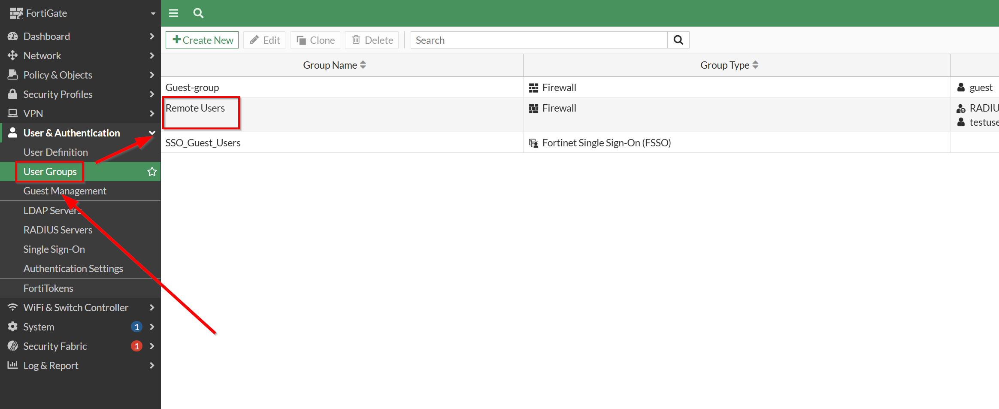 FortiGate
Dashboard
Network
Policy & Objects
Security Profiles
VPN
User & Authentication
User Definition
User Groups
Guest Management
LDAP Servers
RADIUS Servers
Single Sign-On
Authentication Settings
FortiTokens
WiFi & Switch Controller
System 1
Security Fabric 1
Log & Report
Create New Edit Clone Delete Search
Group Name Group Type
Guest-group Firewall guest
Remote Users Firewall RADIU
testuse
SSO_Guest_Users Fortinet Single Sign-On (FSSO)